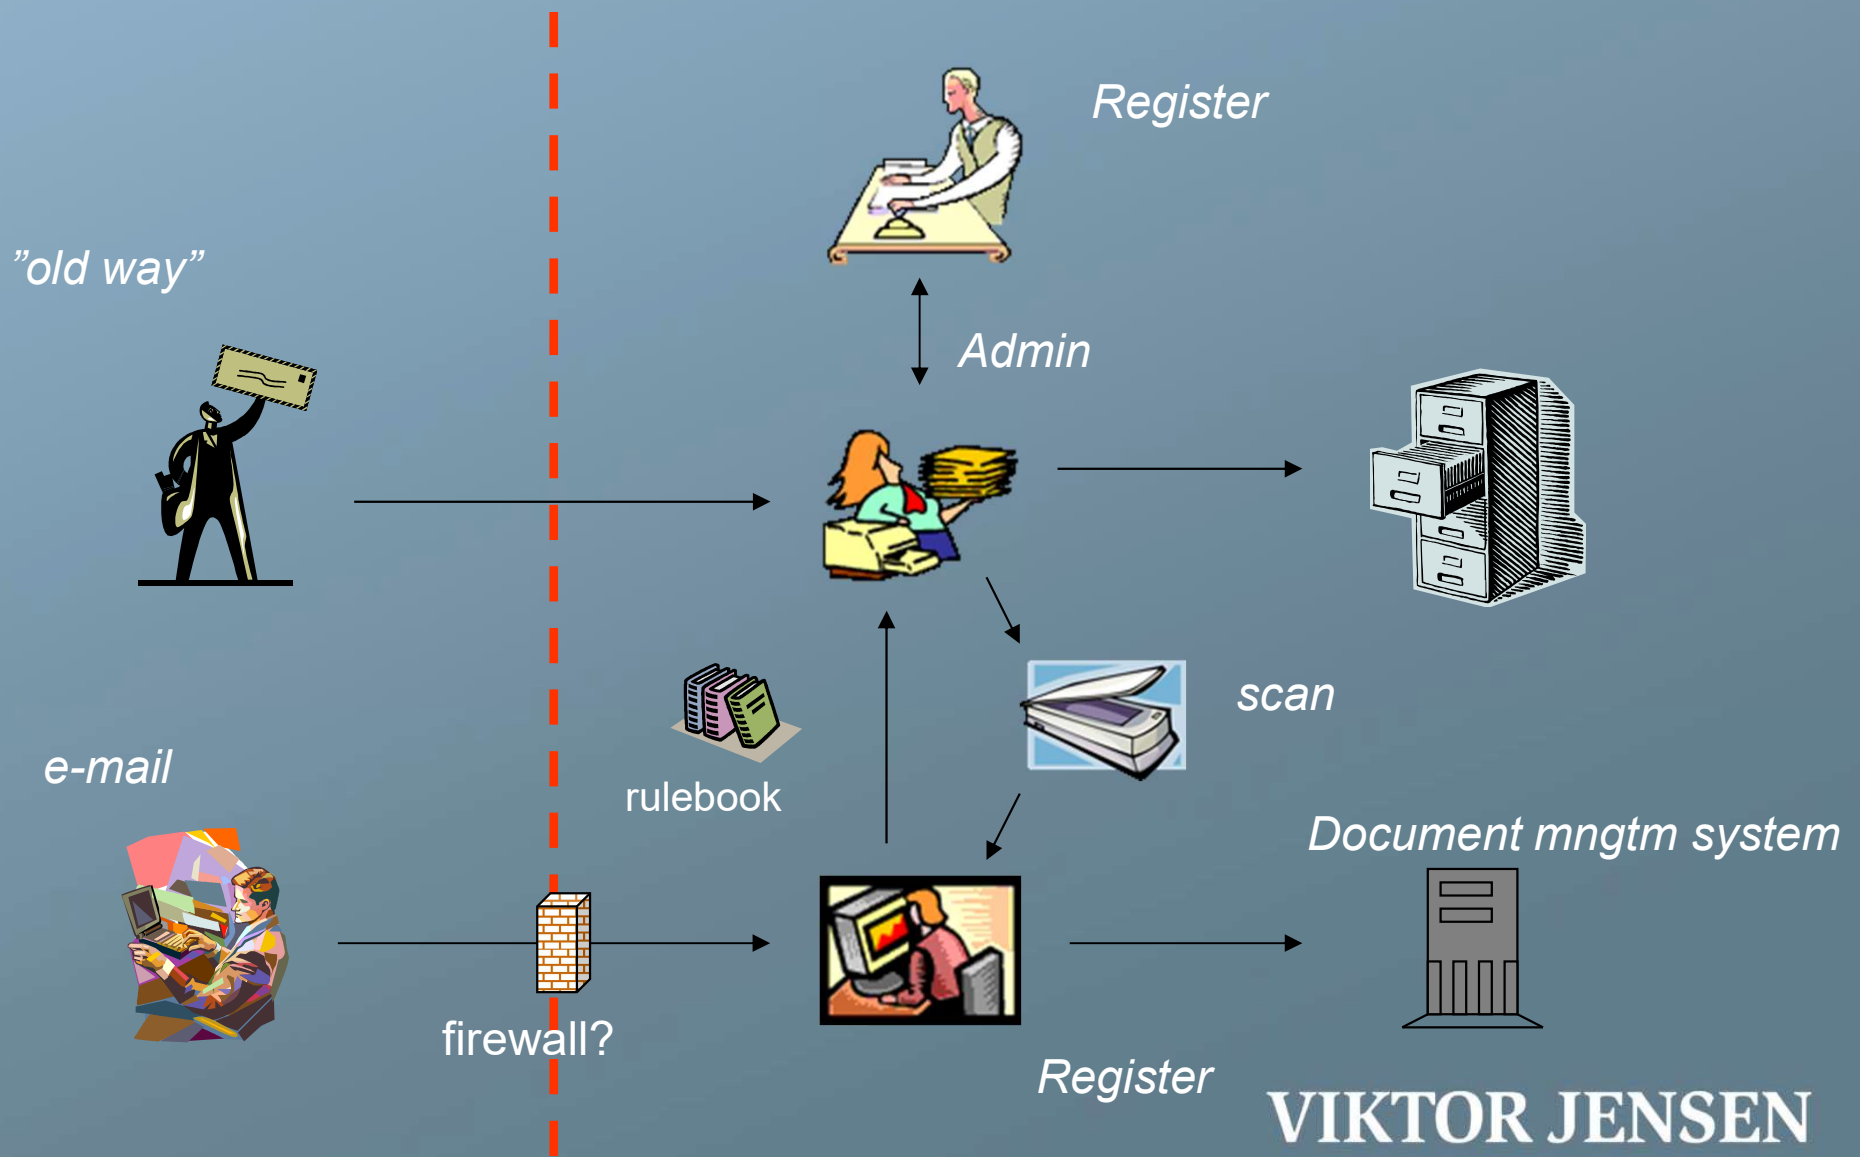 Register
”old way”
Admin
scan
e-mail
rulebook
Document mngtm system
firewall?
Register
VIKTOR JENSEN